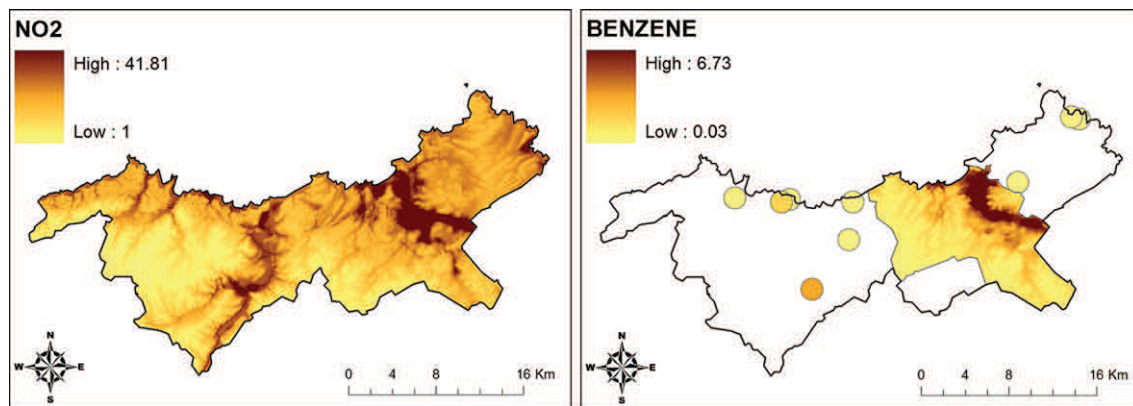 NO2
High : 41.81
Low : 1
N
W E
S
0 4 8 16 Km
BENZENE
High : 6.73
Low : 0.03
N
W E
S
0 4 8 16 Km